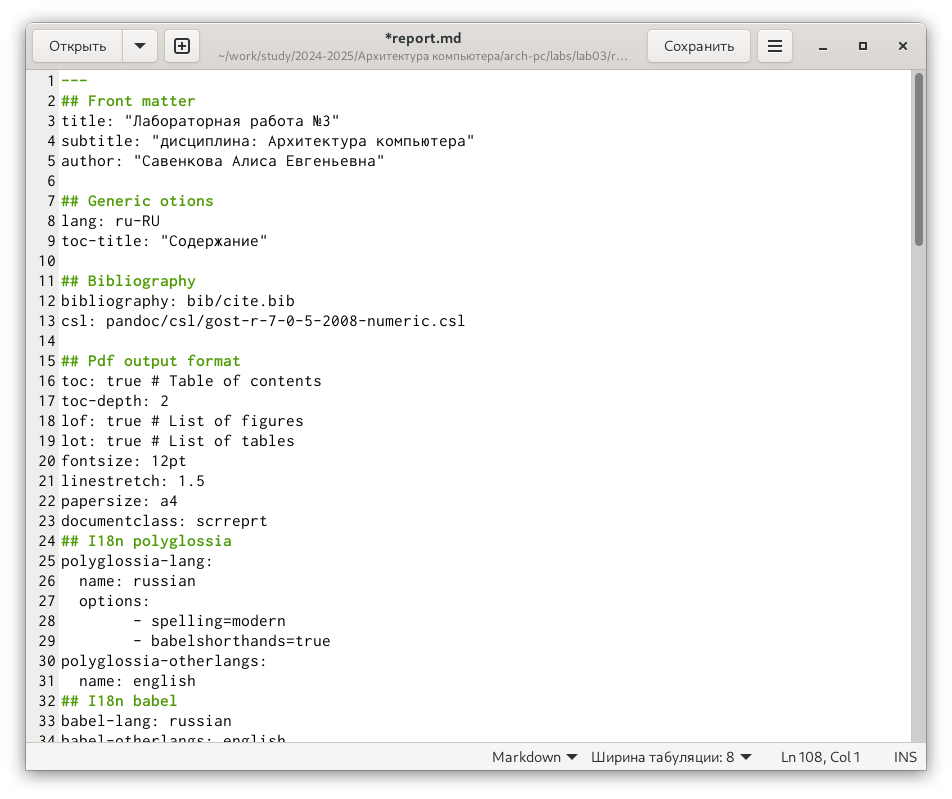 Открыть
*report.md
~/work/study/2024-2025/Архитектура компьютера/arch-pc/labs/lab03/r…
Сохранить
1 ---
2 ## Front matter
3 title: "Лабораторная работа №3"
4 subtitle: "дисциплина: Архитектура компьютера"
5 author: "Савенкова Алиса Евгеньевна"
6
7 ## Generic otions
8 lang: ru-RU
9 toc-title: "Содержание"
10
11 ## Bibliography
12 bibliography: bib/cite.bib
13 csl: pandoc/csl/gost-r-7-0-5-2008-numeric.csl
14
15 ## Pdf output format
16 toc: true # Table of contents
17 toc-depth: 2
18 lof: true # List of figures
19 lot: true # List of tables
20 fontsize: 12pt
21 linestretch: 1.5
22 papersize: a4
23 documentclass: scrreprt
24 ## I18n polyglossia
25 polyglossia-lang:
26   name: russian
27   options:
28         - spelling=modern
29         - babelshorthands=true
30 polyglossia-otherlangs:
31   name: english
32 ## I18n babel
33 babel-lang: russian
34 babel-otherlangs: english
Markdown Ширина табуляции: 8 Ln 108, Col 1 INS